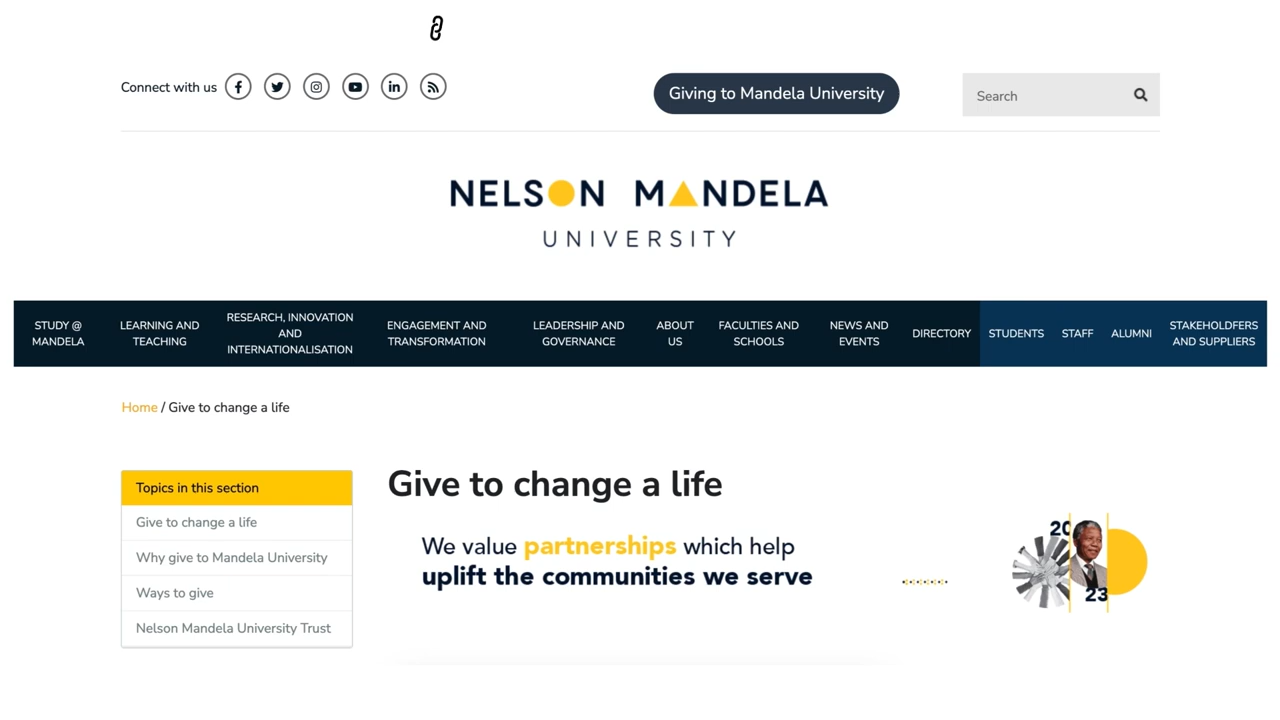 Connect with us
Giving to Mandela University
Search
NELSON MANDELA
UNIVERSITY
STUDY @
MANDELA
LEARNING AND
TEACHING
RESEARCH, INNOVATION
AND
INTERNATIONALISATION
ENGAGEMENT AND
TRANSFORMATION
LEADERSHIP AND
GOVERNANCE
ABOUT
US
FACULTIES AND
SCHOOLS
NEWS AND
EVENTS
DIRECTORY
STUDENTS
STAFF
ALUMNI
STAKEHOLDFERS
AND SUPPLIERS
Home / Give to change a life
Topics in this section
Give to change a life
Why give to Mandela University
Ways to give
Nelson Mandela University Trust
Give to change a life
We value partnerships which help
uplift the communities we serve
20
23